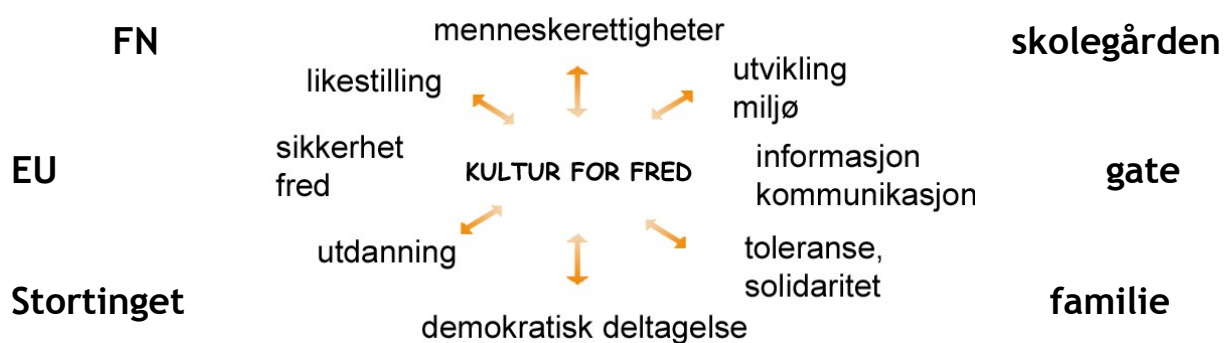 FN
menneskerettigheter
skolegården
likestilling
utvikling
miljø
EU
sikkerhet
fred
KULTUR FOR FRED
informasjon
kommunikasjon
gate
utdanning
toleranse,
solidaritet
Stortinget
familie
demokratisk deltagelse